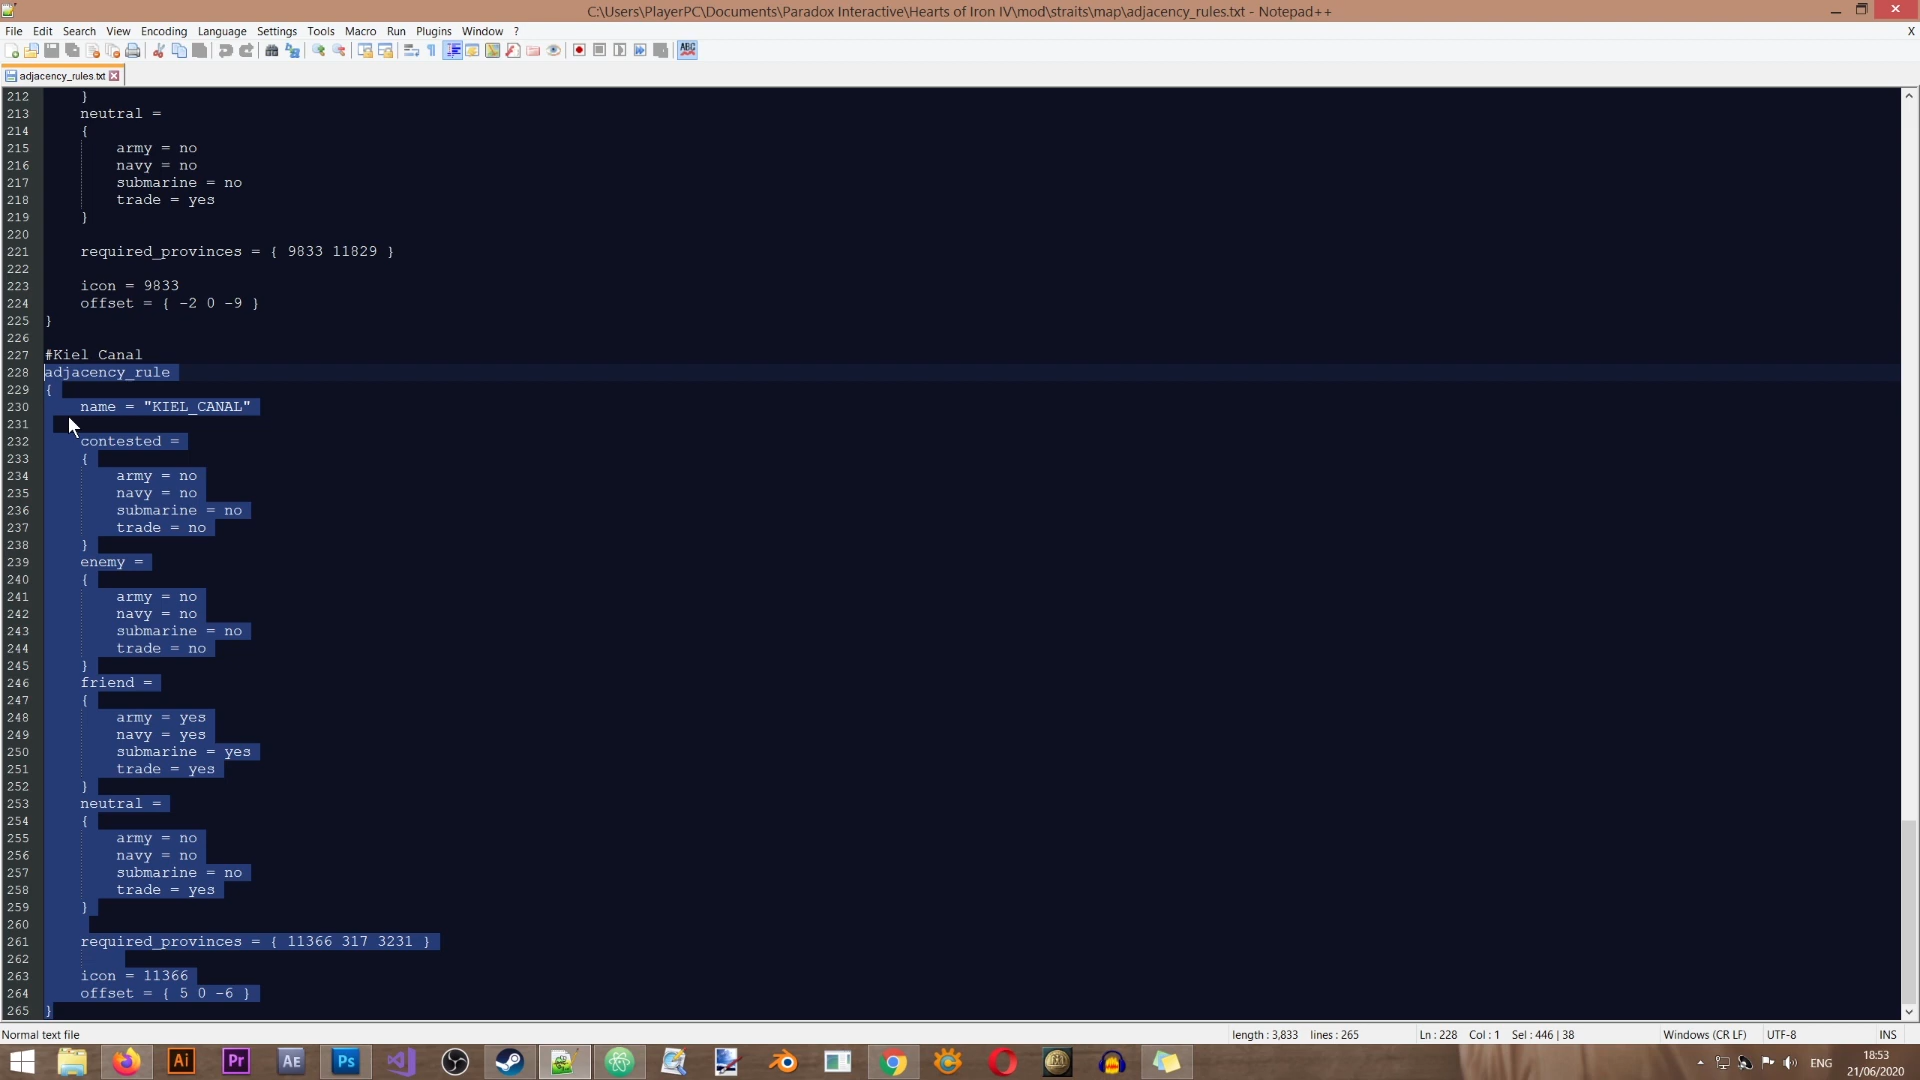 C:\Users\PlayerPC\Documents\Paradox Interactive\Hearts of Iron IV\mod\straits\map\adjacency_rules.txt - Notepad++
File Edit Search View Encoding Language Settings Tools Macro Run Plugins Window ? X
adjacency_rules.txt
212 }
213 neutral =
214 {
215 army = no
216 navy = no
217 submarine = no
218 trade = yes
219 }
220
221 required_provinces = { 9833 11829 }
222
223 icon = 9833
224 offset = { -2 0 -9 }
225 }
226
227 #Kiel Canal
228 adjacency_rule
229 {
230 name = "KIEL_CANAL"
231
232 contested =
233 {
234 army = no
235 navy = no
236 submarine = no
237 trade = no
238 }
239 enemy =
240 {
241 army = no
242 navy = no
243 submarine = no
244 trade = no
245 }
246 friend =
247 {
248 army = yes
249 navy = yes
250 submarine = yes
251 trade = yes
252 }
253 neutral =
254 {
255 army = no
256 navy = no
257 submarine = no
258 trade = yes
259 }
260
261 required_provinces = { 11366 317 3231 }
262
263 icon = 11366
264 offset = { 5 0 -6 }
265 }
Normal text file length : 3,833 lines : 265 Ln : 228 Col : 1 Sel : 446 | 38 Windows (CR LF) UTF-8 INS
Ai Pr AE Ps ENG 18:53
21/06/2020